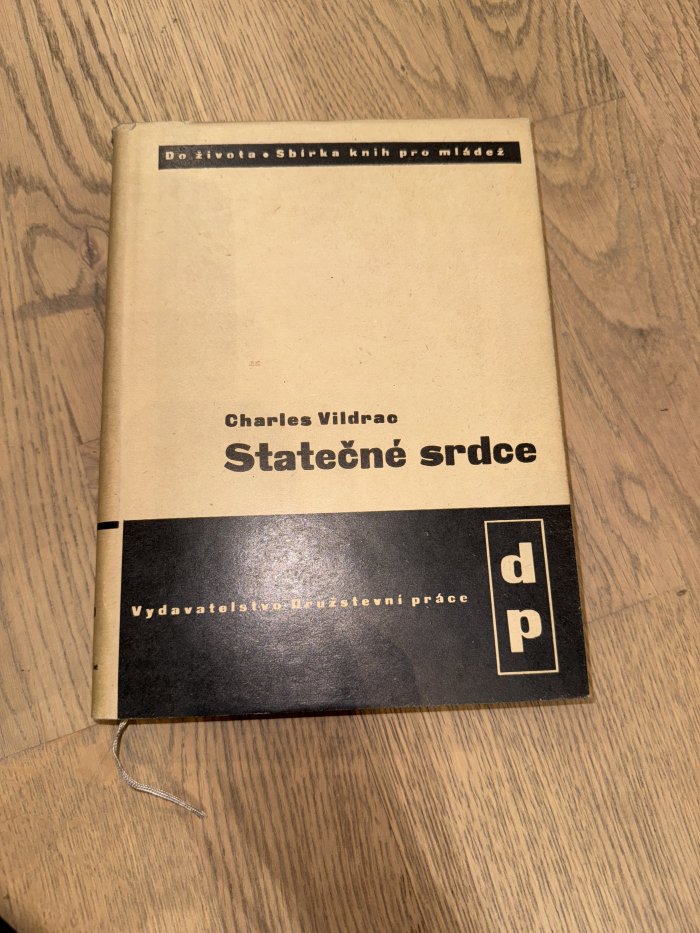 Do života • Sbírka knih pro mládež
Charles Vildrac
Statečné srdce
Vydavatelstvo Družstevní práce
d
p